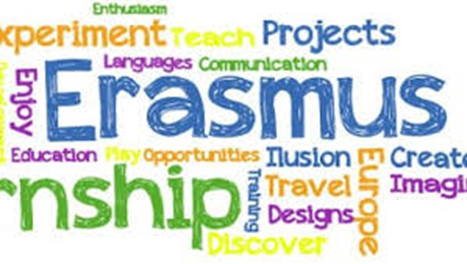 Enthusiasm
xperiment Teach Projects
Languages Communication
Enjoy
Erasmus
Education Play Opportunities Ilusion Create
rnship
Training
Travel
Europe
Imagin
Designs
Discover